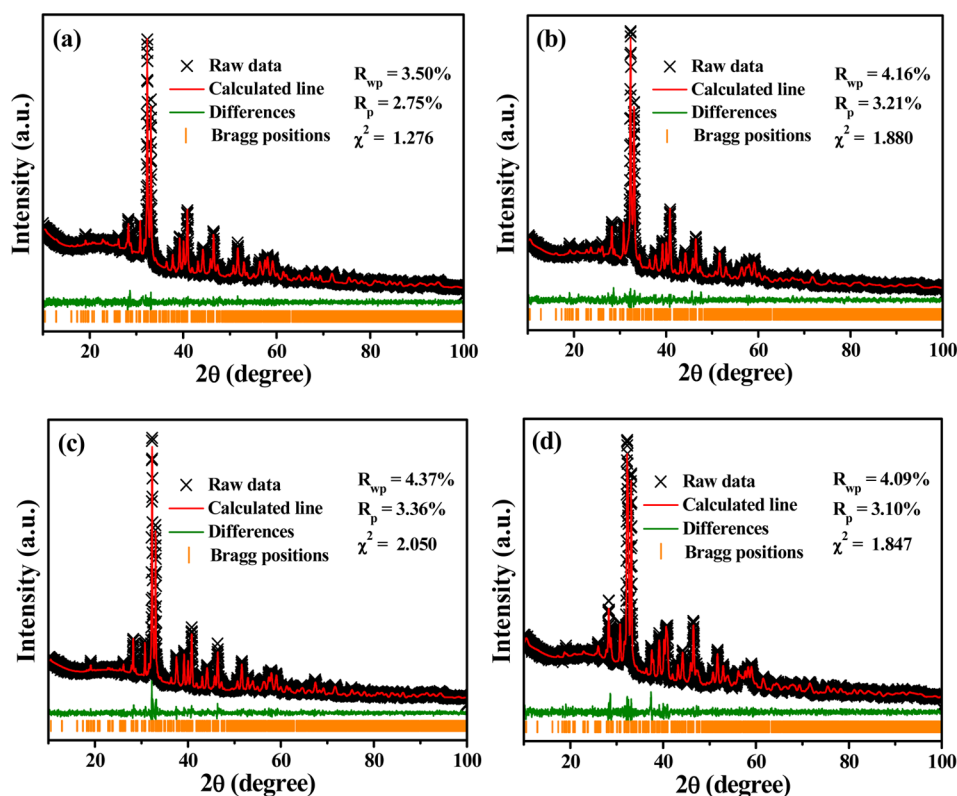 (a)
Raw data
Calculated line
Differences
Bragg positions
R_wp = 3.50%
R_p = 2.75%
χ² = 1.276
Intensity (a.u.)
20 40 60 80 100
2θ (degree)
(b)
Raw data
Calculated line
Differences
Bragg positions
R_wp = 4.16%
R_p = 3.21%
χ² = 1.880
Intensity (a.u.)
20 40 60 80 100
2θ (degree)
(c)
Raw data
Calculated line
Differences
Bragg positions
R_wp = 4.37%
R_p = 3.36%
χ² = 2.050
Intensity (a.u.)
20 40 60 80 100
2θ (degree)
(d)
Raw data
Calculated line
Differences
Bragg positions
R_wp = 4.09%
R_p = 3.10%
χ² = 1.847
Intensity (a.u.)
20 40 60 80 100
2θ (degree)